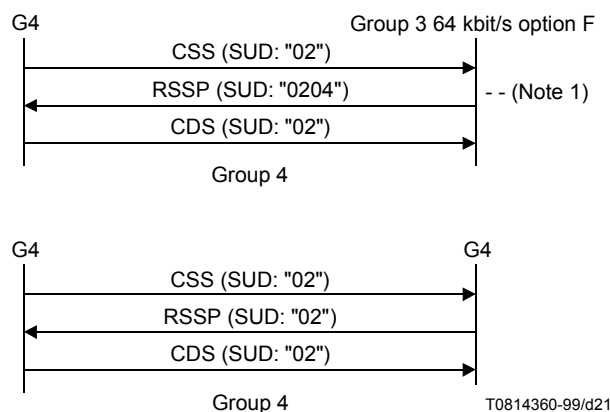 G4 Group 3 64 kbit/s option F
CSS (SUD: "02")
RSSP (SUD: "0204") - - (Note 1)
CDS (SUD: "02")
Group 4
G4 G4
CSS (SUD: "02")
RSSP (SUD: "02")
CDS (SUD: "02")
Group 4 T0814360-99/d21